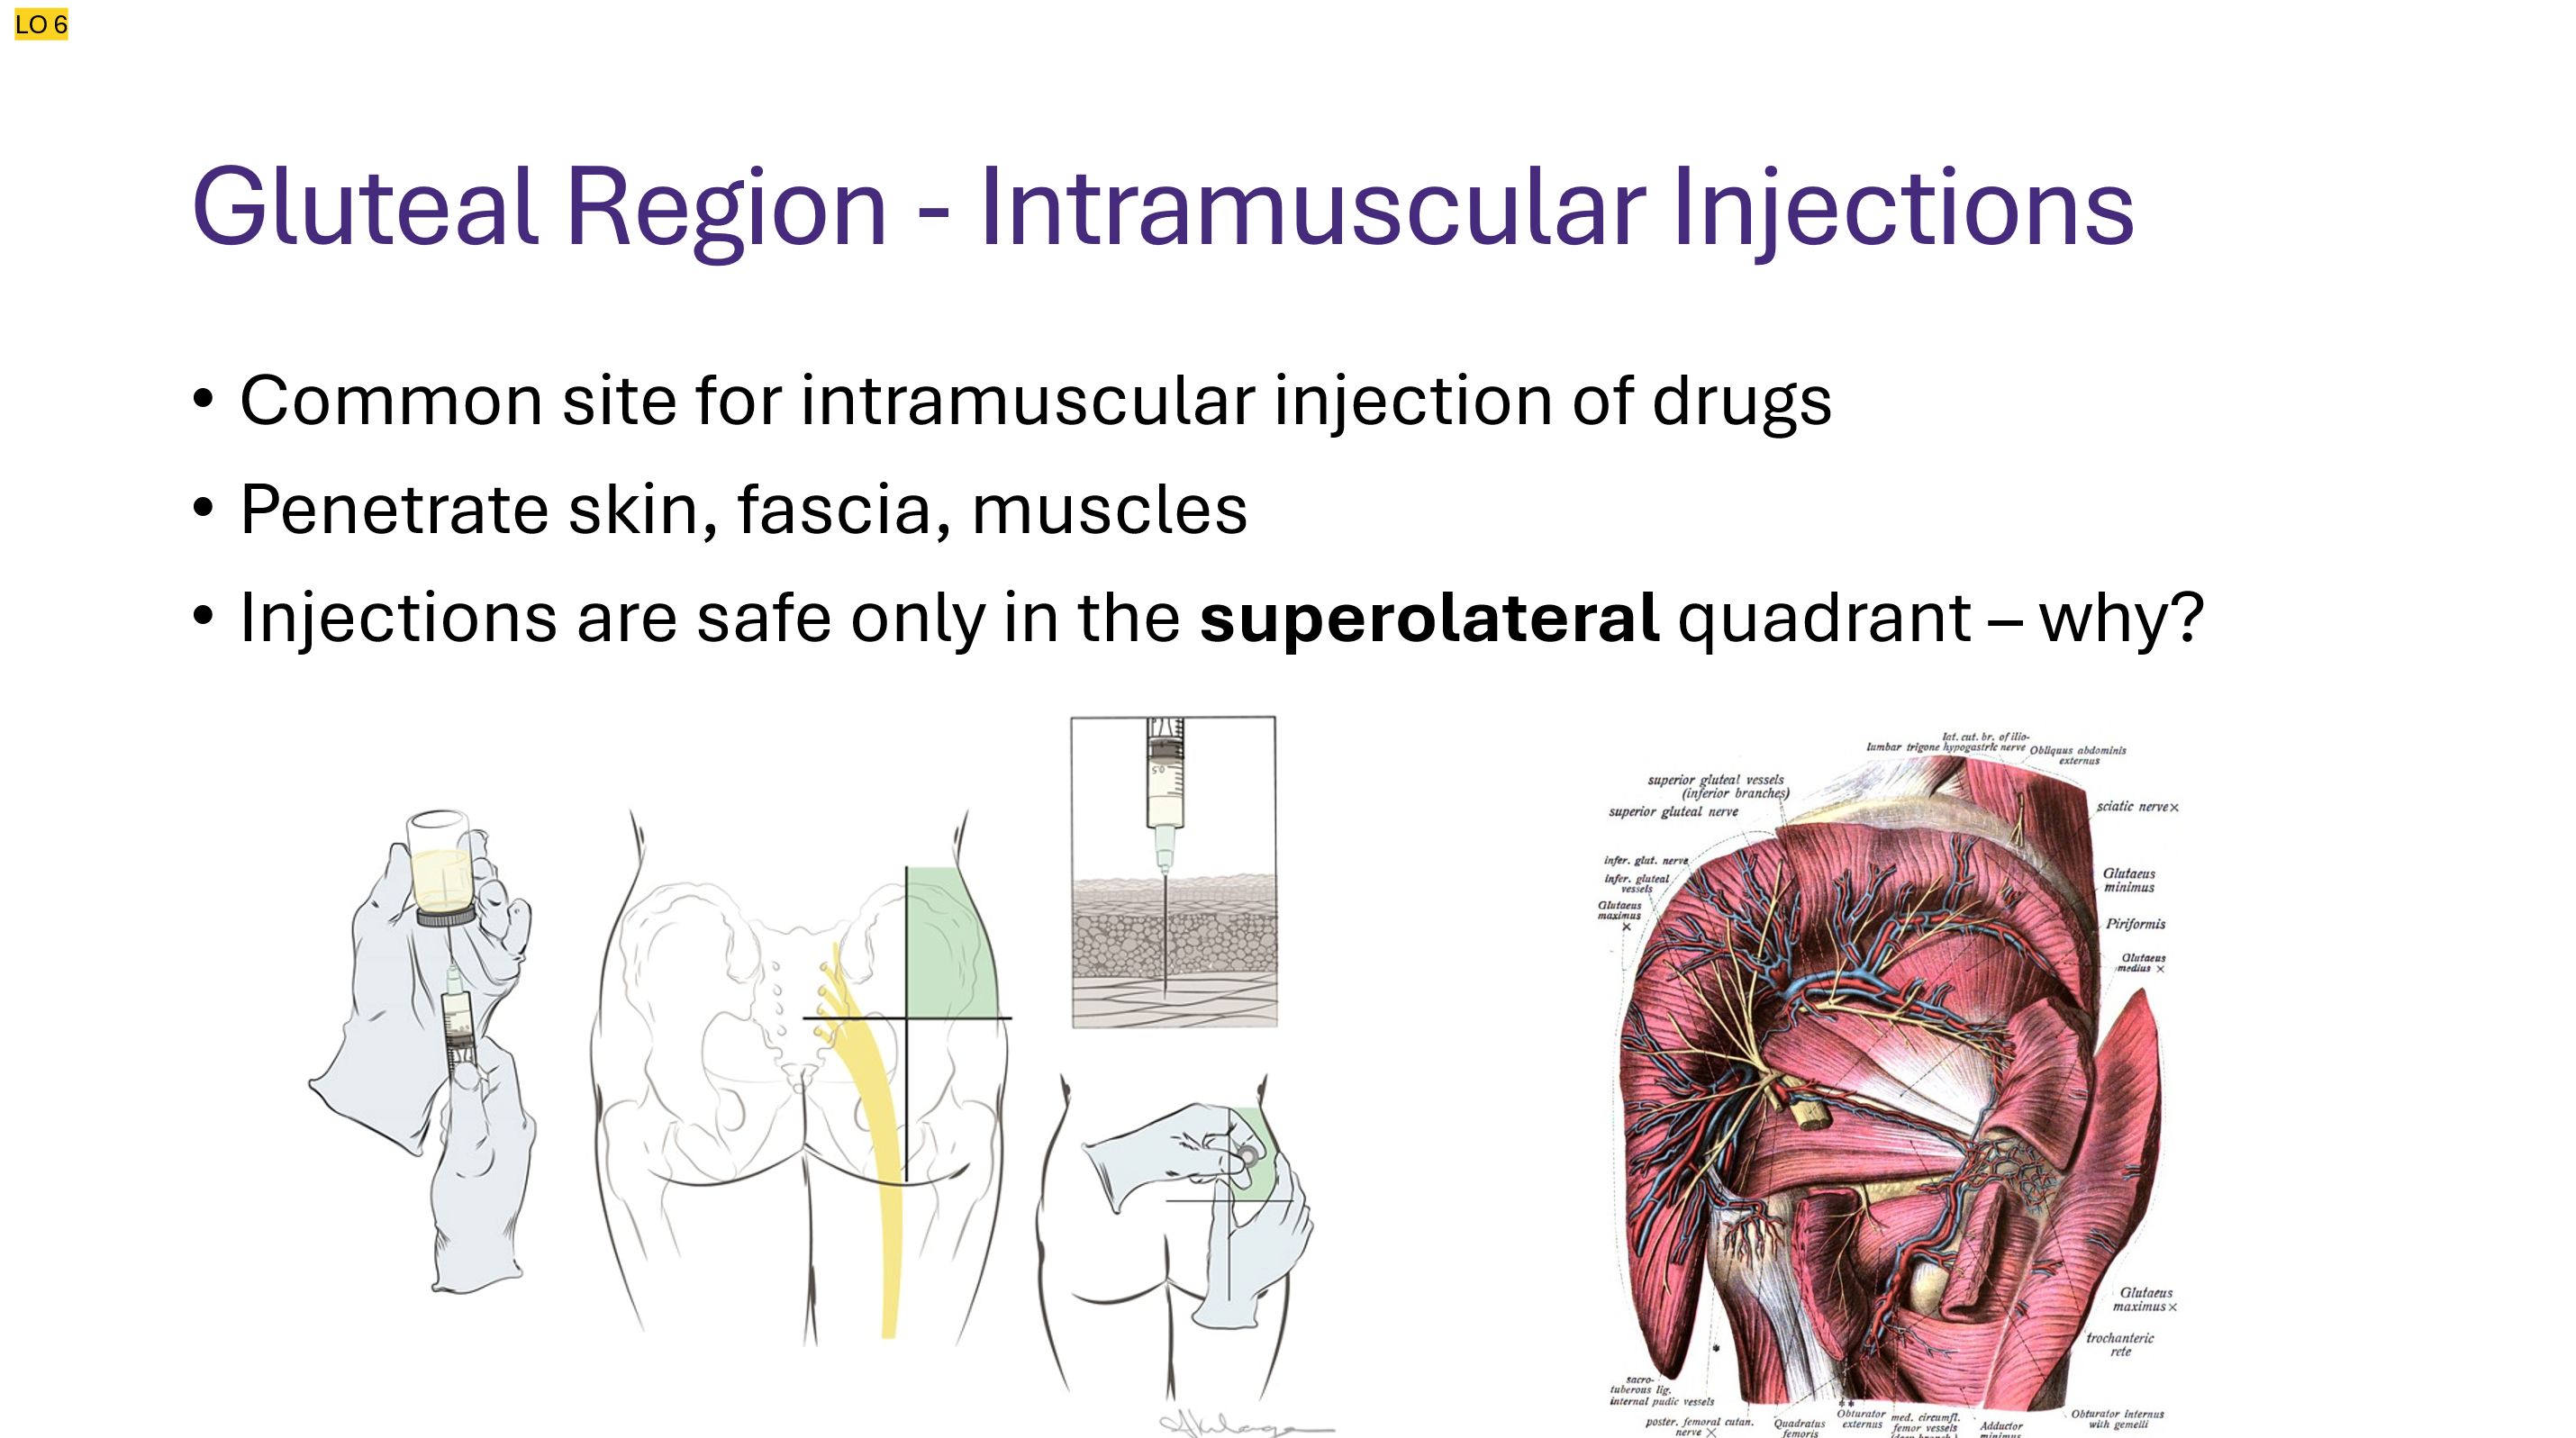 LO 6
Gluteal Region - Intramuscular Injections
• Common site for intramuscular injection of drugs
• Penetrate skin, fascia, muscles
• Injections are safe only in the superolateral quadrant – why?
50
lat. cut. br. of ilio-
lumbar trigone hypogastric nerve
Obliquus abdominis
externus
superior gluteal vessels
(inferior branches)
superior gluteal nerve
sciatic nerve×
infer. glut. nerve
infer. gluteal
vessels
Glutaeus
maximus
×
Glutaeus
minimus
Piriformis
Glutaeus
medius ×
Glutaeus
maximus×
trochanteric
rete
*
sacro-
tuberous lig.
internal pudic vessels
poster. femoral cutan.
nerve ×
Quadratus
femoris
**
Obturator
externus
med. circumfl.
femor vessels
Adductor
minimus
Obturator internus
with gemelli